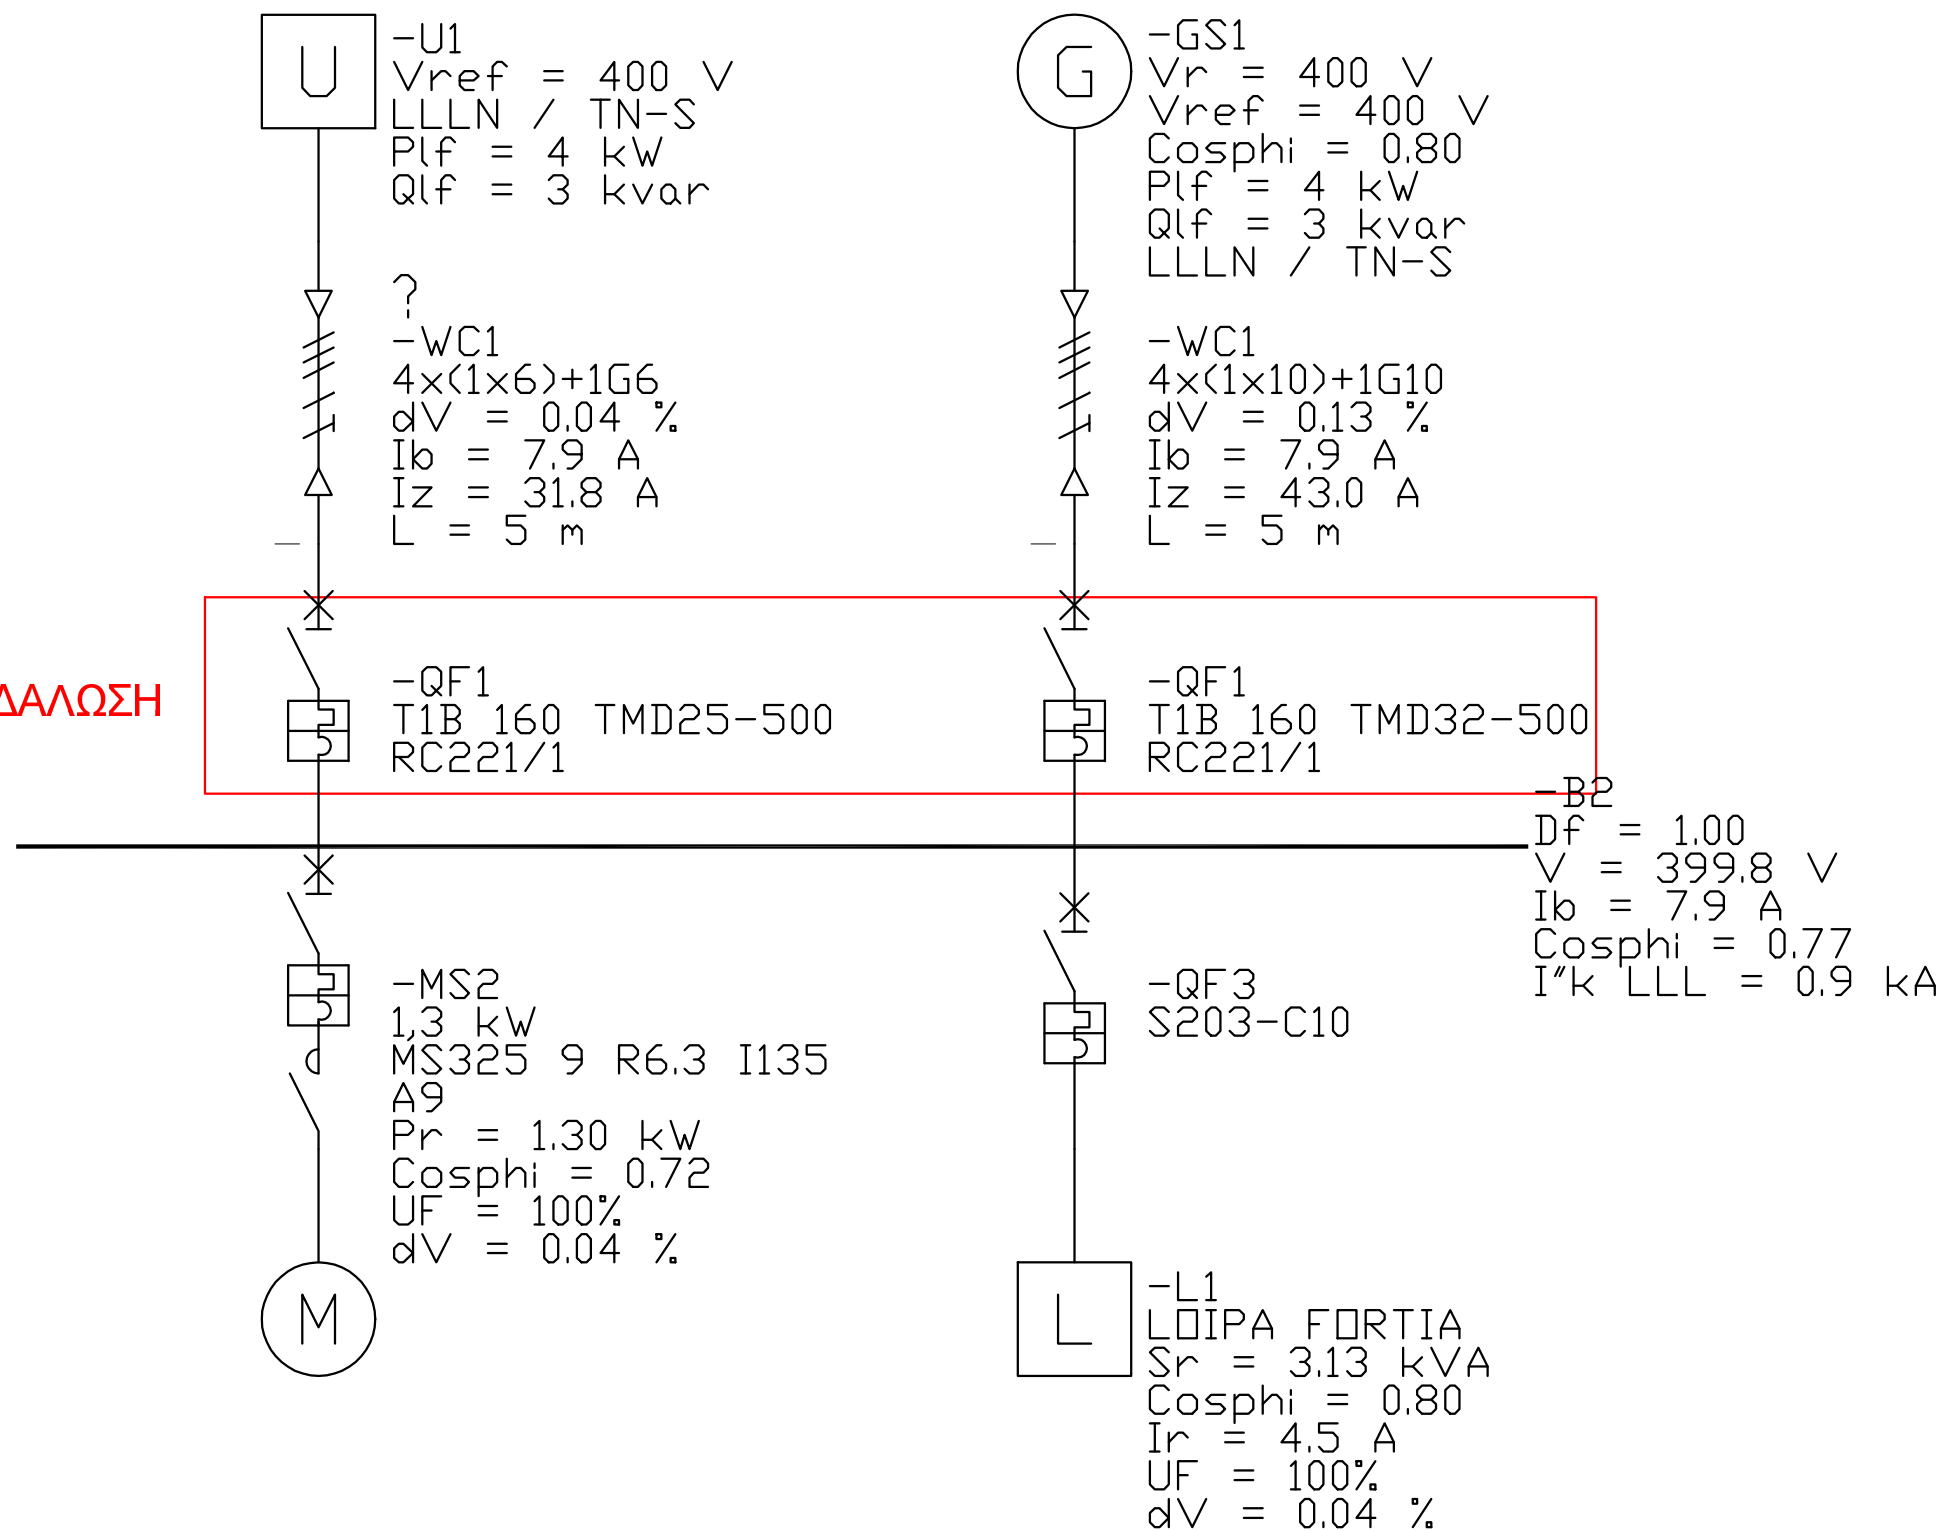 U
-U1
Vref = 400 V
LLLN / TN-S
Plf = 4 kW
Qlf = 3 kvar
G
-GS1
Vr = 400 V
Vref = 400 V
Cosphi = 0.80
Plf = 4 kW
Qlf = 3 kvar
LLLN / TN-S
?
-WC1
4x(1x6)+1G6
dV = 0.04 %
Ib = 7.9 A
Iz = 31.8 A
L = 5 m
-WC1
4x(1x10)+1G10
dV = 0.13 %
Ib = 7.9 A
Iz = 43.0 A
L = 5 m
ΔΑΛΩΣΗ
-QF1
T1B 160 TMD25-500
RC221/1
-QF1
T1B 160 TMD32-500
RC221/1
-B2
Df = 1.00
V = 399.8 V
Ib = 7.9 A
Cosphi = 0.77
I"k LLL = 0.9 kA
-MS2
1,3 kW
MS325 9 R6.3 I135
A9
Pr = 1.30 kW
Cosphi = 0.72
UF = 100%
dV = 0.04 %
M
-QF3
S203-C10
L
-L1
LOIPA FORTIA
Sr = 3.13 kVA
Cosphi = 0.80
Ir = 4.5 A
UF = 100%
dV = 0.04 %